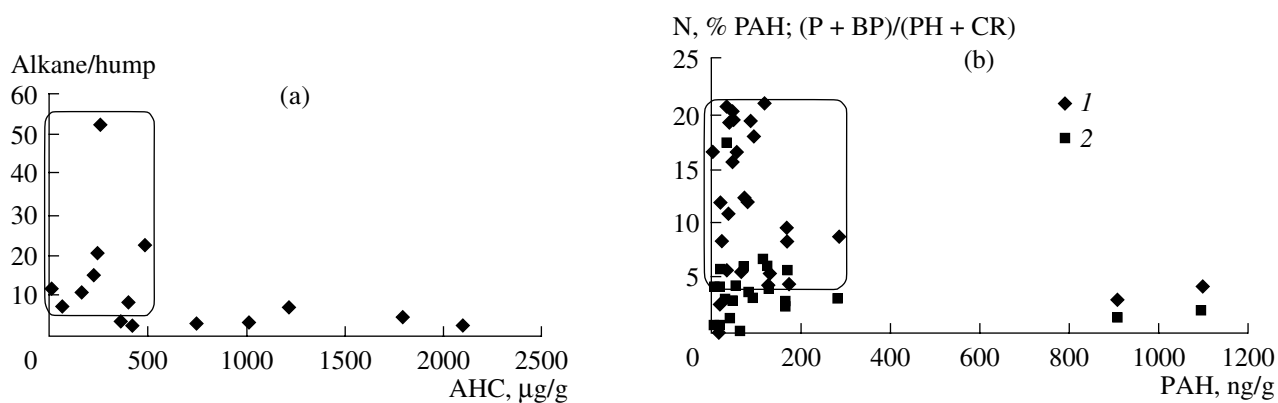 Alkane/hump
(a)
60
50
40
30
20
10
0 500 1000 1500 2000 2500
AHC, μg/g
N, % PAH; (P + BP)/(PH + CR)
(b)
25
20
15
10
5
0 200 400 600 800 1000 1200
PAH, ng/g
1
2